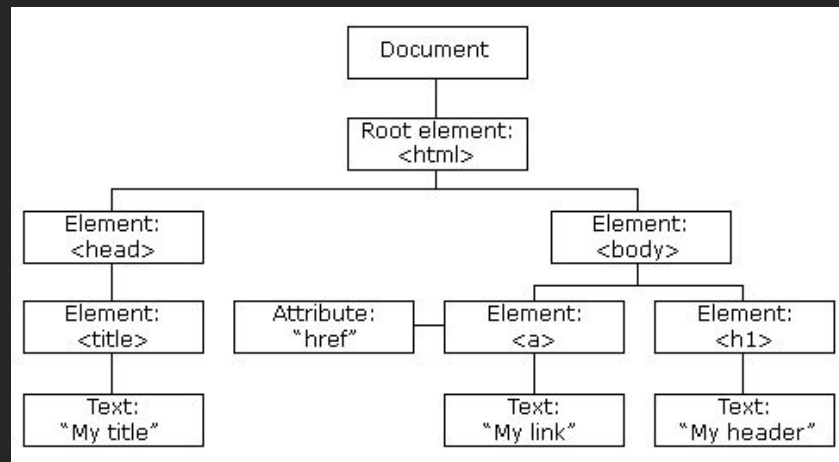 Document
Root element:
<html>
Element:
<head>
Element:
<body>
Element:
<title>
Attribute:
“href”
Element:
<a>
Element:
<h1>
Text:
“My title”
Text:
“My link”
Text:
“My header”